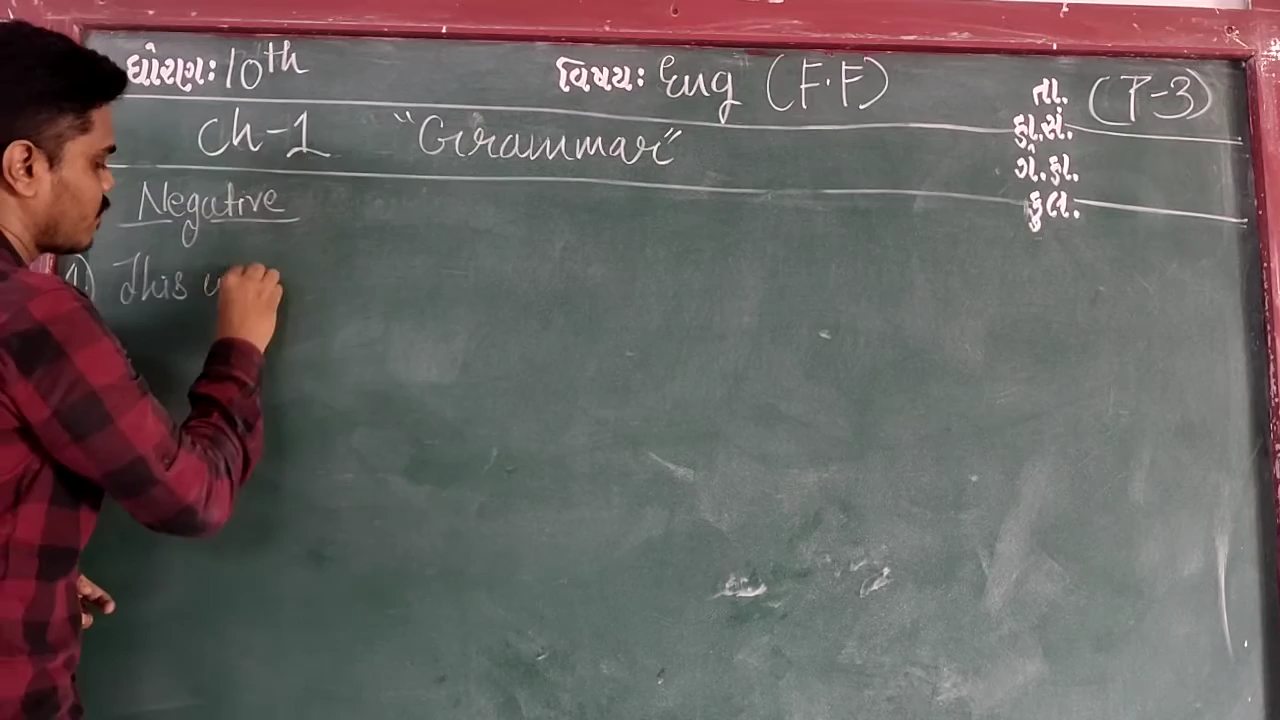 ધોરણ: 10th વિષય: Eng (F.F) તા. (P-3)
Ch-1 "Grammar" હા.સં.
ગે.હા.
કુલ.
Negative
1) This